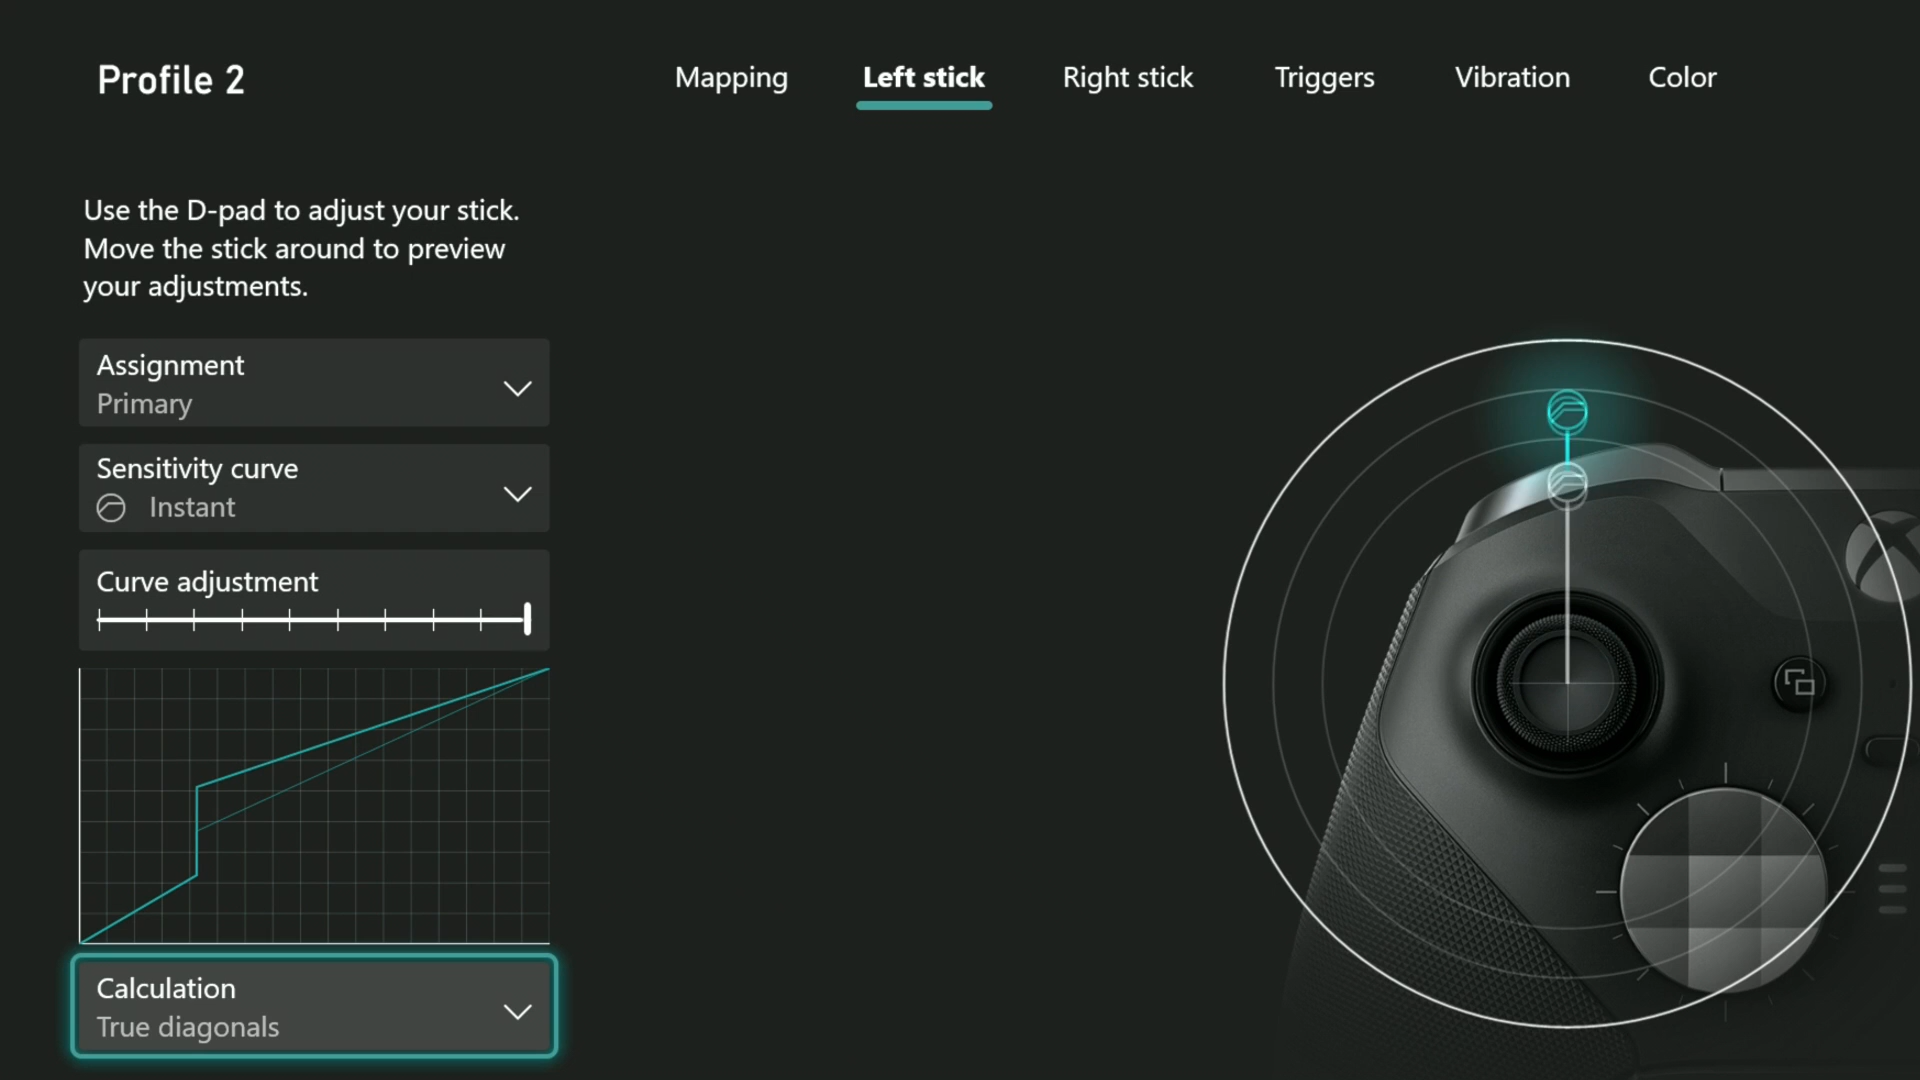 Profile 2
Mapping
Left stick
Right stick
Triggers
Vibration
Color
Use the D-pad to adjust your stick.
Move the stick around to preview
your adjustments.
Assignment
Primary
Sensitivity curve
Instant
Curve adjustment
Calculation
True diagonals